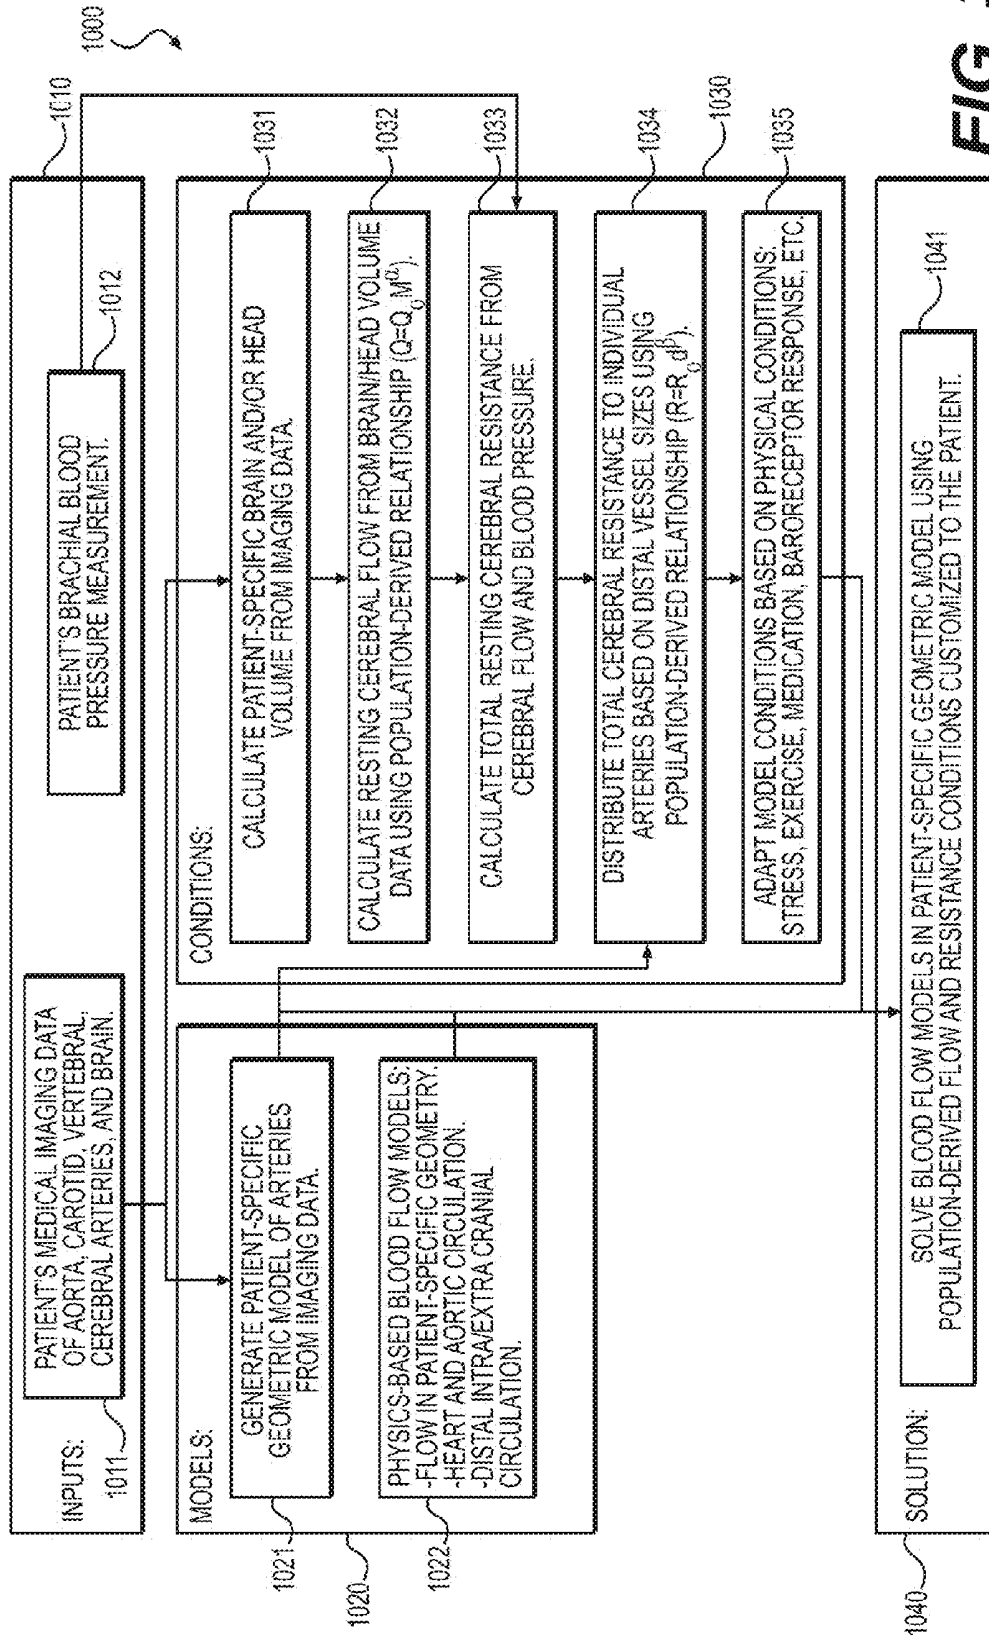 1000
1010
INPUTS:
PATIENT'S MEDICAL IMAGING DATA
OF AORTA, CAROTID, VERTEBRAL,
CEREBRAL ARTERIES, AND BRAIN.
1011
PATIENT'S BRACHIAL BLOOD
PRESSURE MEASUREMENT.
1012
MODELS:
GENERATE PATIENT-SPECIFIC
GEOMETRIC MODEL OF ARTERIES
FROM IMAGING DATA.
1021
PHYSICS-BASED BLOOD FLOW MODELS:
-FLOW IN PATIENT-SPECIFIC GEOMETRY.
-HEART AND AORTIC CIRCULATION.
-DISTAL INTRA/EXTRA CRANIAL
CIRCULATION.
1022
1020
CONDITIONS:
CALCULATE PATIENT-SPECIFIC BRAIN AND/OR HEAD
VOLUME FROM IMAGING DATA.
1031
CALCULATE RESTING CEREBRAL FLOW FROM BRAIN/HEAD VOLUME
DATA USING POPULATION-DERIVED RELATIONSHIP (Q=Q₀M^α).
1032
CALCULATE TOTAL RESTING CEREBRAL RESISTANCE FROM
CEREBRAL FLOW AND BLOOD PRESSURE.
1033
DISTRIBUTE TOTAL CEREBRAL RESISTANCE TO INDIVIDUAL
ARTERIES BASED ON DISTAL VESSEL SIZES USING
POPULATION-DERIVED RELATIONSHIP (R=R₀d^β).
1034
1030
ADAPT MODEL CONDITIONS BASED ON PHYSICAL CONDITIONS:
STRESS, EXERCISE, MEDICATION, BARORECEPTOR RESPONSE, ETC.
1035
SOLUTION:
1040
SOLVE BLOOD FLOW MODELS IN PATIENT-SPECIFIC GEOMETRIC MODEL USING
POPULATION-DERIVED FLOW AND RESISTANCE CONDITIONS CUSTOMIZED TO THE PATIENT.
1041
FIG